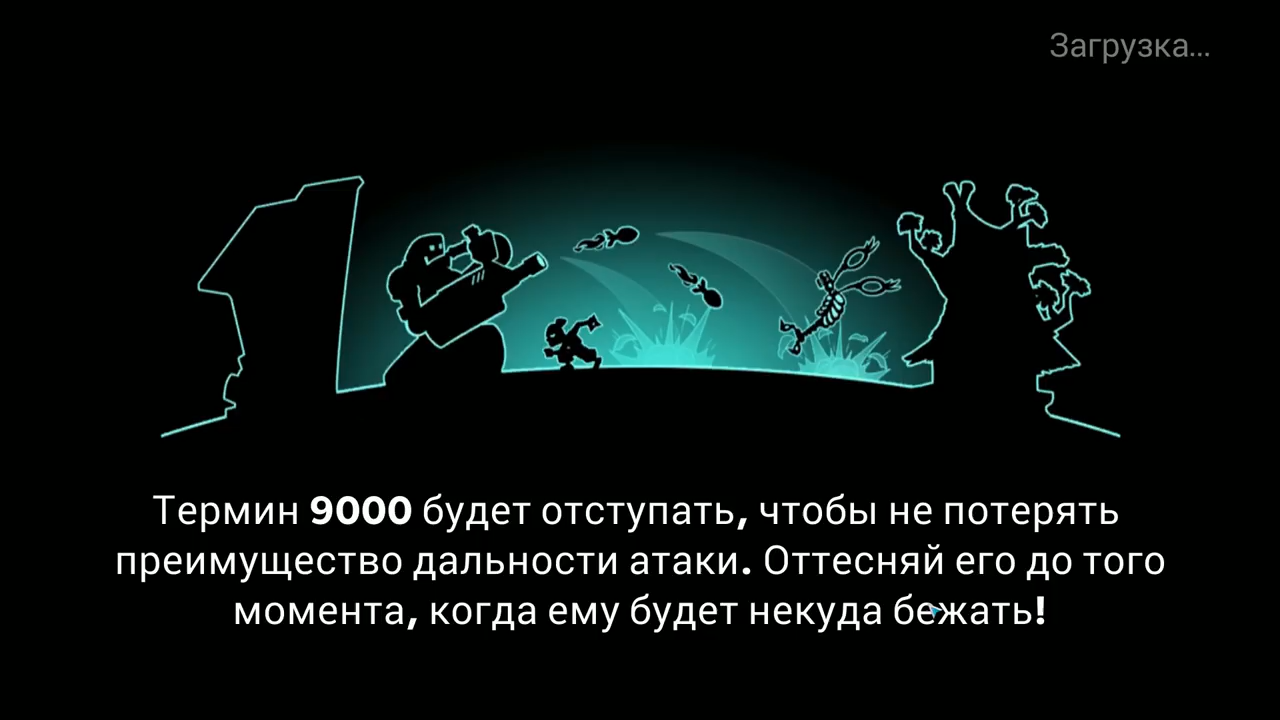 Загрузка...
Термин 9000 будет отступать, чтобы не потерять
преимущество дальности атаки. Оттесняй его до того
момента, когда ему будет некуда бежать!